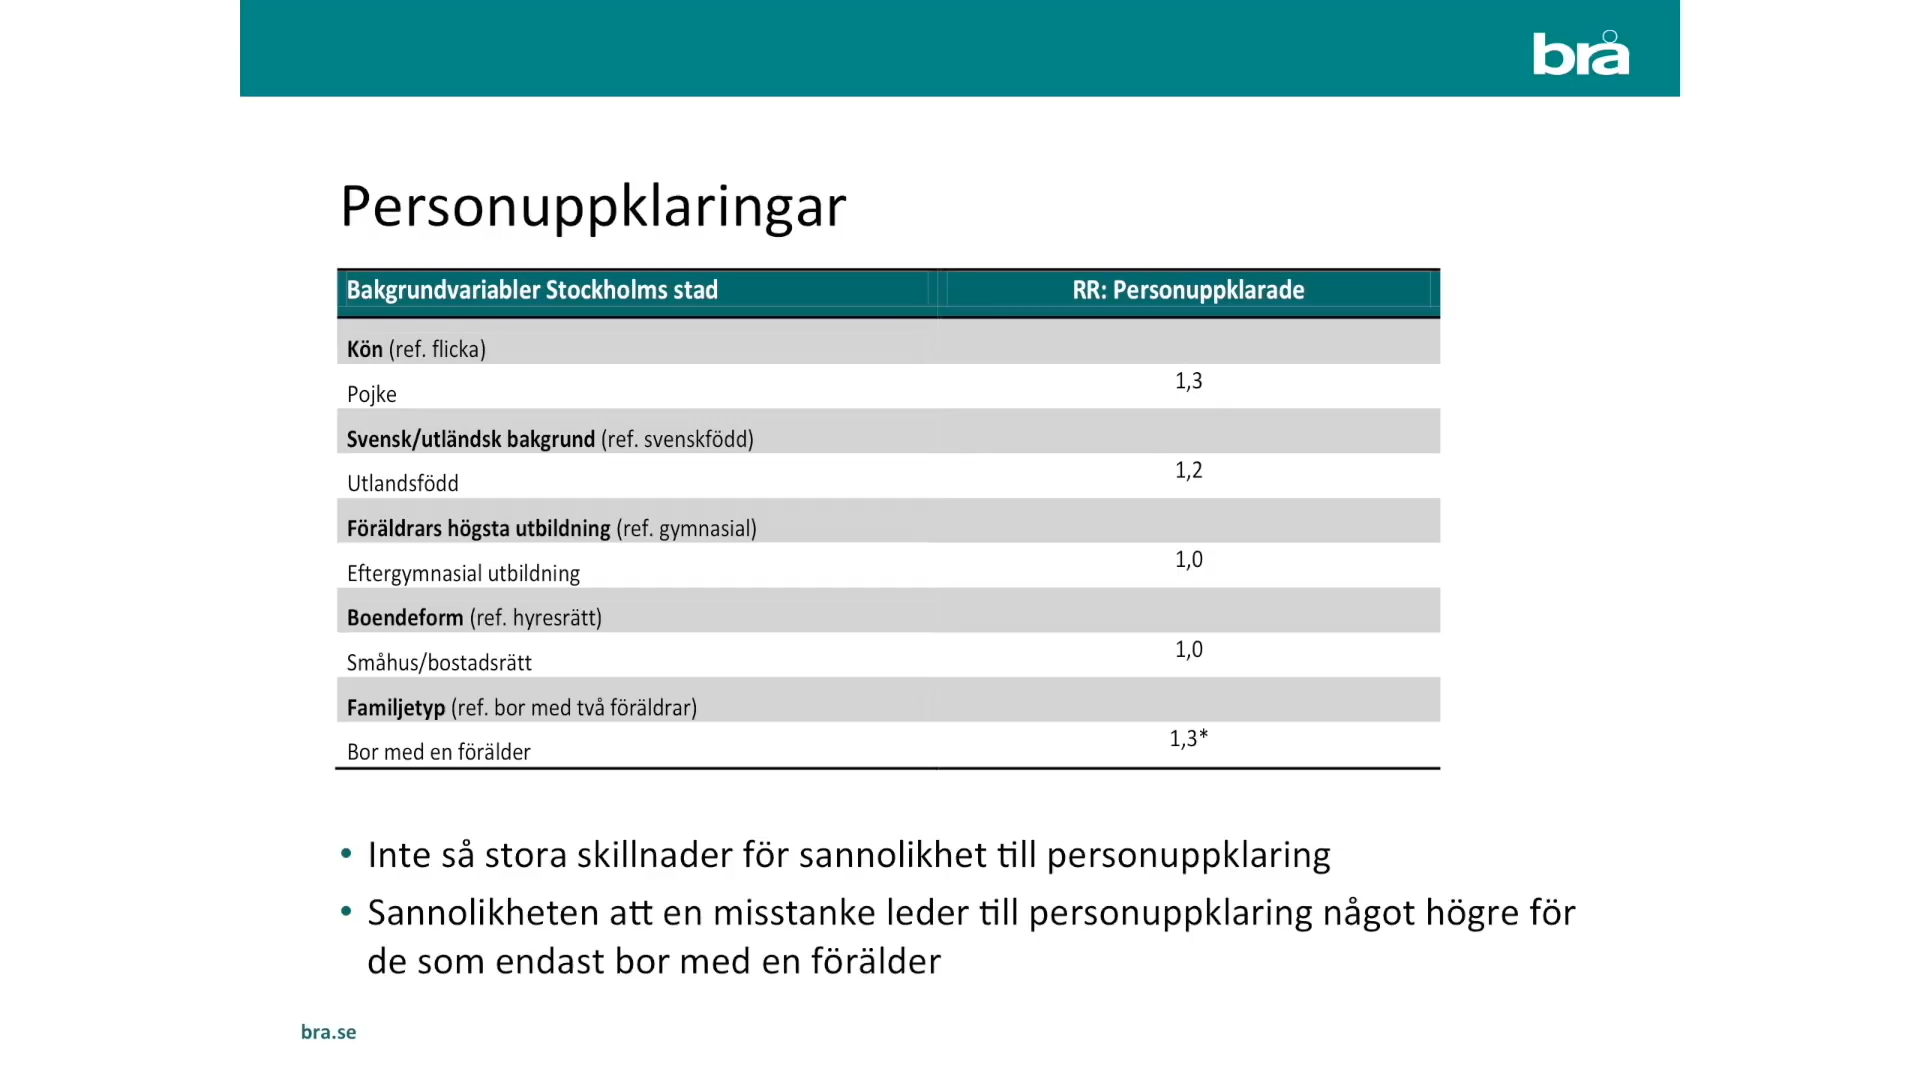 brå
Personuppklaringar
Bakgrundvariabler Stockholms stad RR: Personuppklarade
Kön (ref. flicka)
Pojke 1,3
Svensk/utländsk bakgrund (ref. svenskfödd)
Utlandsfödd 1,2
Föräldrars högsta utbildning (ref. gymnasial)
Eftergymnasial utbildning 1,0
Boendeform (ref. hyresrätt)
Småhus/bostadsrätt 1,0
Familjetyp (ref. bor med två föräldrar)
Bor med en förälder 1,3*
• Inte så stora skillnader för sannolikhet till personuppklaring
• Sannolikheten att en misstanke leder till personuppklaring något högre för
de som endast bor med en förälder
bra.se